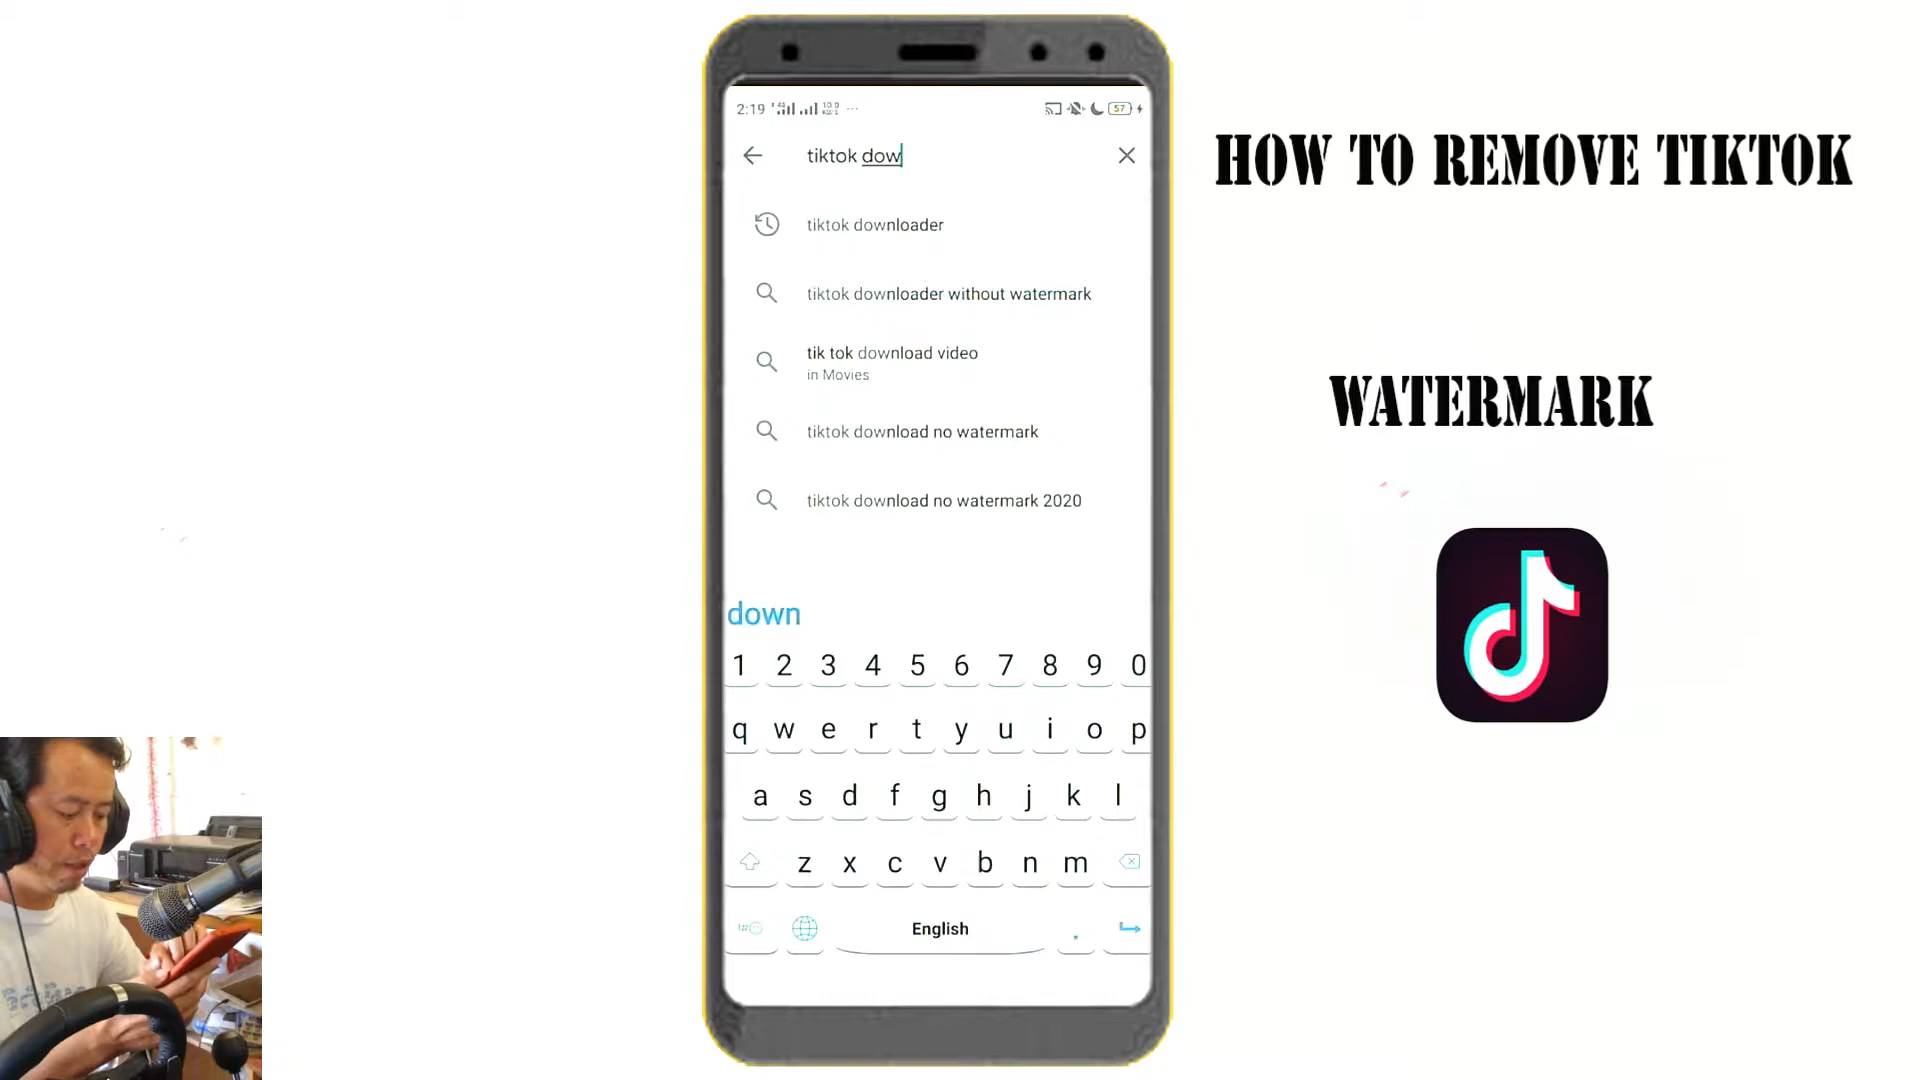 2:19
57
tiktok dow
tiktok downloader
tiktok downloader without watermark
tik tok download video
in Movies
tiktok download no watermark
tiktok download no watermark 2020
down
1 2 3 4 5 6 7 8 9 0
q w e r t y u i o p
a s d f g h j k l
z x c v b n m
English .
HOW TO REMOVE TIKTOK
WATERMARK